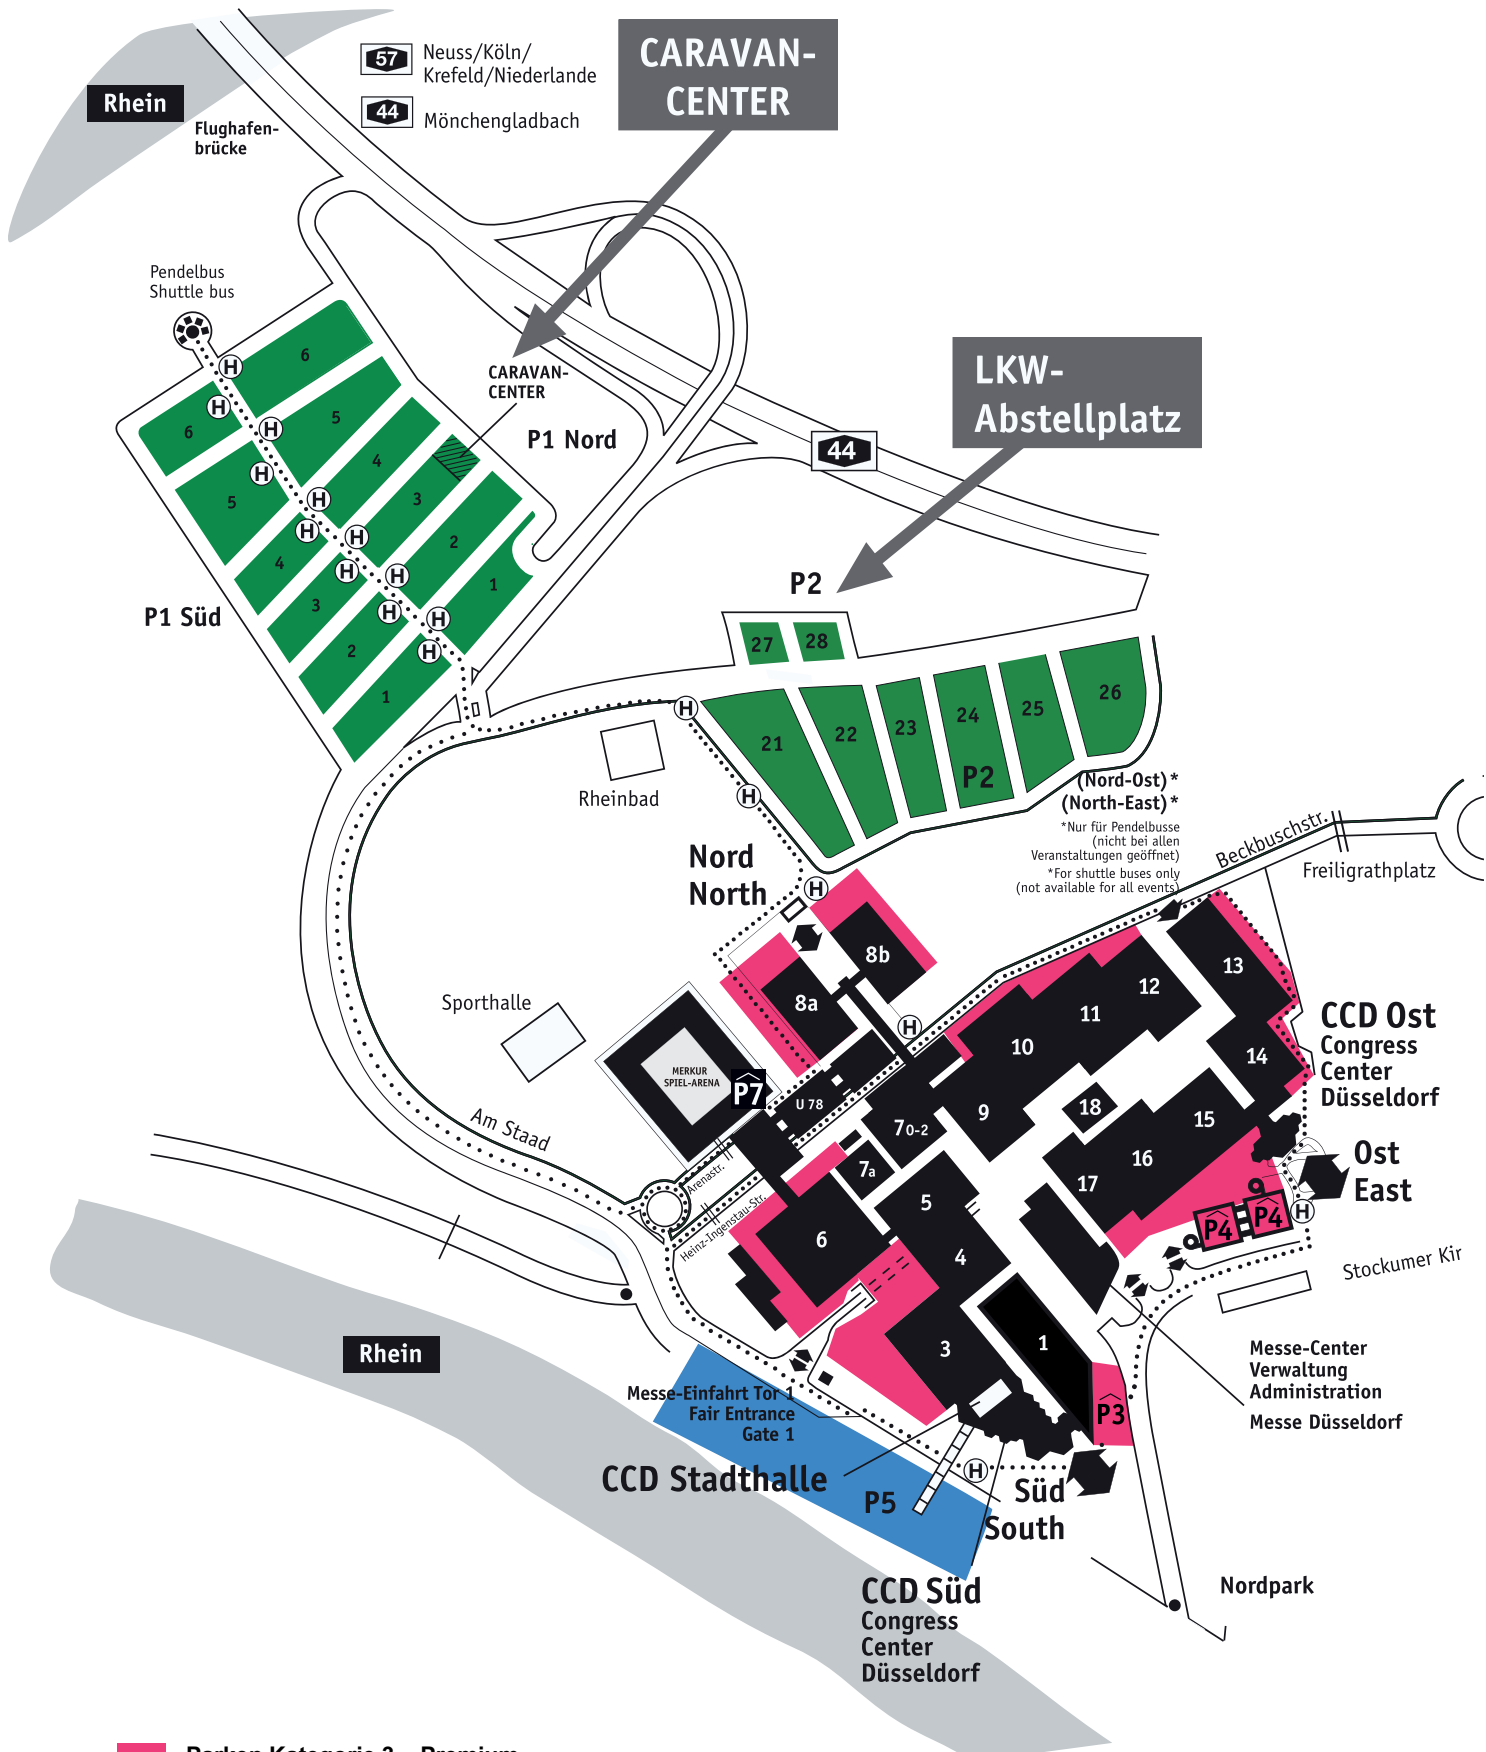 57
Neuss/Köln/
Krefeld/Niederlande
44
Mönchengladbach
CARAVAN-
CENTER
Rhein
Flughafen-
brücke
Pendelbus
Shuttle bus
CARAVAN-
CENTER
P1 Nord
LKW-
Abstellplatz
44
6
6
5
5
4
4
3
3
2
2
1
1
H
H
H
H
H
H
H
H
H
H
H
H
P1 Süd
P2
27
28
21
22
23
24
25
26
P2
H
H
Rheinbad
(Nord-Ost)*
(North-East)*
*Nur für Pendelbusse
(nicht bei allen
Veranstaltungen geöffnet)
*For shuttle buses only
(not available for all events)
Beckbuschstr.
Freiligrathplatz
Nord
North
H
8b
8a
H
Sporthalle
MERKUR
SPIEL-ARENA
P7
U 78
13
12
11
10
14
9
18
15
16
17
7 0-2
7a
5
6
4
3
1
CCD Ost
Congress
Center
Düsseldorf
Ost
East
P4
P4
H
Stockumer Kir
Am Staad
Arenastr.
Heinz-Ingenstau-Str.
Rhein
Messe-Center
Verwaltung
Administration
Messe Düsseldorf
P3
Messe-Einfahrt Tor 1
Fair Entrance
Gate 1
CCD Stadthalle
P5
H
Süd
South
CCD Süd
Congress
Center
Düsseldorf
Nordpark